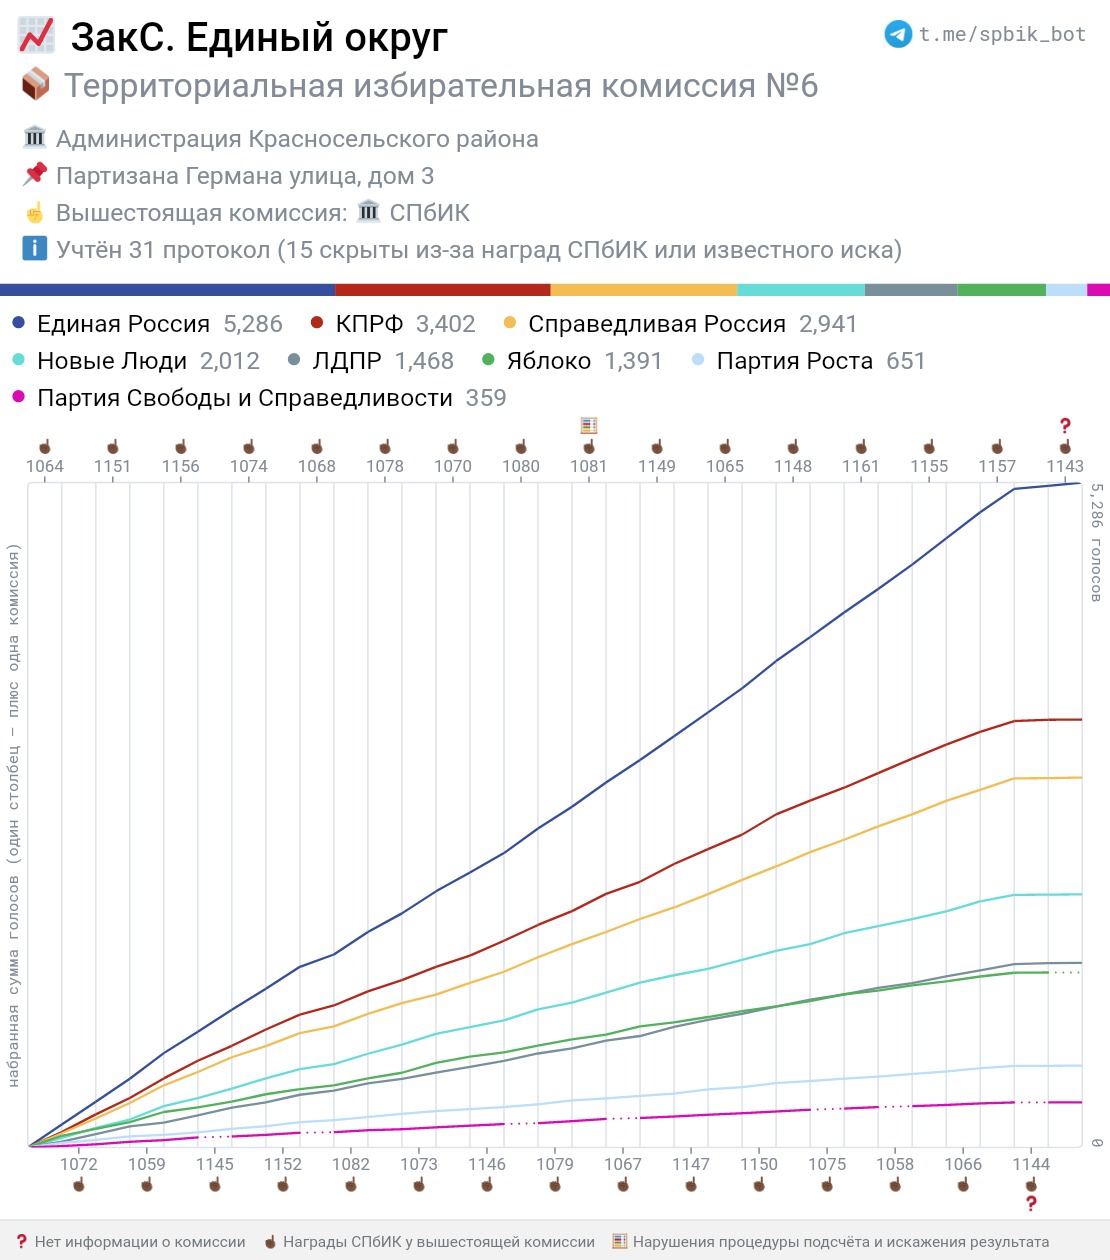 ЗакС. Единый округ
t.me/spbik_bot
Территориальная избирательная комиссия №6
Администрация Красносельского района
Партизана Германа улица, дом 3
Вышестоящая комиссия: СПбИК
Учтён 31 протокол (15 скрыты из-за наград СПбИК или известного иска)
Единая Россия 5,286 КПРФ 3,402 Справедливая Россия 2,941
Новые Люди 2,012 ЛДПР 1,468 Яблоко 1,391 Партия Роста 651
Партия Свободы и Справедливости 359
1064 1151 1156 1074 1068 1078 1070 1080 1081 1149 1065 1148 1161 1155 1157 1143
5,286 голосов
набранная сумма голосов (один столбец — плюс одна комиссия)
0
1072 1059 1145 1152 1082 1073 1146 1079 1067 1147 1150 1075 1058 1066 1144
Нет информации о комиссии Награды СПбИК у вышестоящей комиссии Нарушения процедуры подсчёта и искажения результата